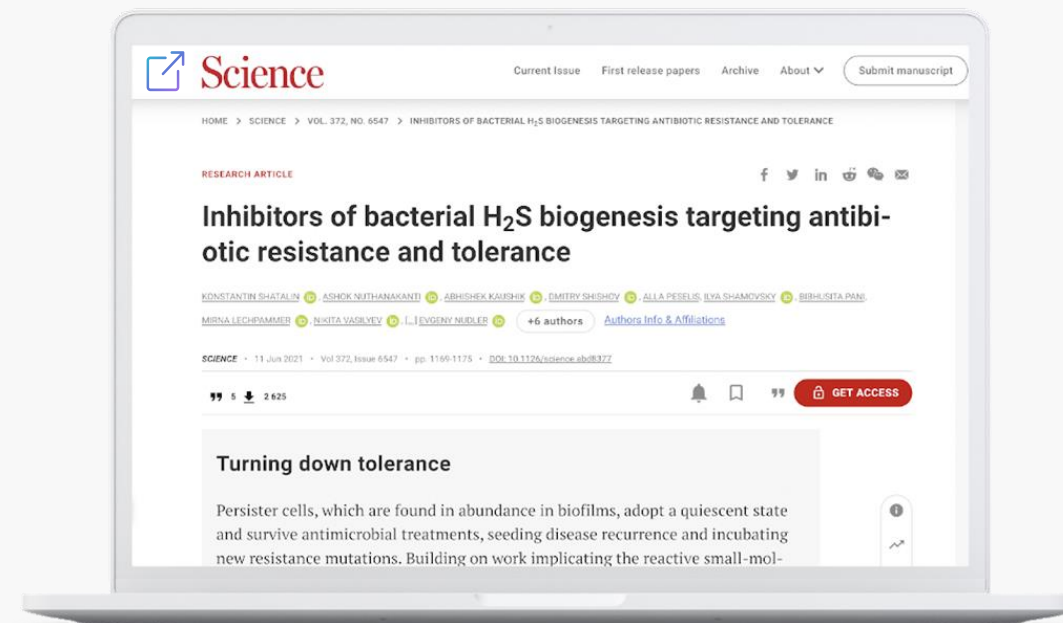 Science
Current Issue First release papers Archive About Submit manuscript
HOME > SCIENCE > VOL. 372, NO. 6547 > INHIBITORS OF BACTERIAL H₂S BIOGENESIS TARGETING ANTIBIOTIC RESISTANCE AND TOLERANCE
RESEARCH ARTICLE
Inhibitors of bacterial H₂S biogenesis targeting antibi-
otic resistance and tolerance
KONSTANTIN SHATALIN, ASHOK NUTHANAKANTI, ABHISHEK KAUSHIK, DMITRY SHISHOV, ALLA PESELIS, ILYA SHAMOVSKY, BIBHUSITA PANI,
MIRNA LECHPAMMER, NIKITA VASILYEV, [...] EVGENY NUDLER +6 authors Authors Info & Affiliations
SCIENCE • 11 Jun 2021 • Vol 372, Issue 6547 • pp. 1169-1175 • DOI: 10.1126/science.abd8377
5 2 625 GET ACCESS
Turning down tolerance
Persister cells, which are found in abundance in biofilms, adopt a quiescent state
and survive antimicrobial treatments, seeding disease recurrence and incubating
new resistance mutations. Building on work implicating the reactive small-mol-